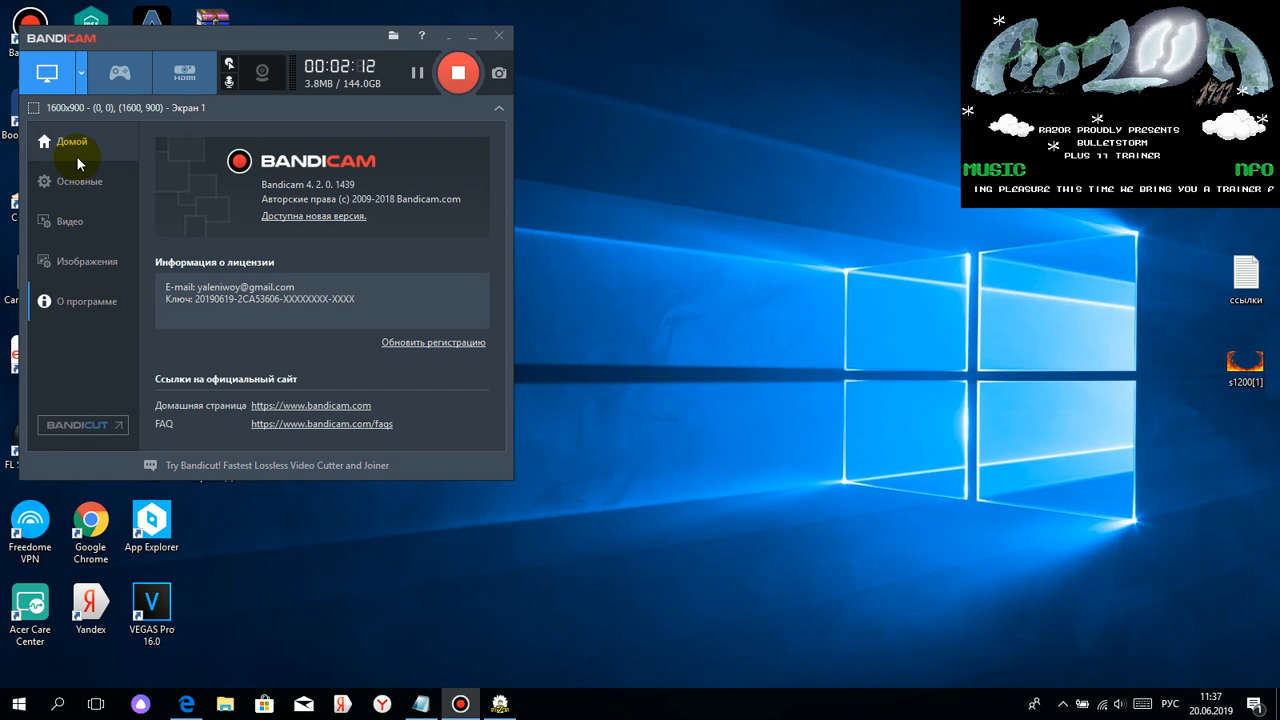 BANDICAM
00:02:12
3.8MB / 144.0GB
HDMI
1600x900 - (0, 0), (1600, 900) - Экран 1
Домой
Основные
Видео
Изображения
О программе
BANDICUT
BANDICAM
Bandicam 4. 2. 0. 1439
Авторские права (c) 2009-2018 Bandicam.com
Доступна новая версия.
Информация о лицензии
E-mail: yaleniwoy@gmail.com
Ключ: 20190619-2CA53606-XXXXXXXX-XXXX
Обновить регистрацию
Ссылки на официальный сайт
Домашняя страница https://www.bandicam.com
FAQ https://www.bandicam.com/faqs
Try Bandicut! Fastest Lossless Video Cutter and Joiner
RAZOR PROUDLY PRESENTS
BULLETSTORM
PLUS 11 TRAINER
MUSIC
NFO
ING PLEASURE THIS TIME WE BRING YOU A TRAINER F
ссылки
s1200[1]
Freedome
VPN
Google
Chrome
App Explorer
Acer Care
Center
Yandex
VEGAS Pro
16.0
РУС
11:37
20.06.2019